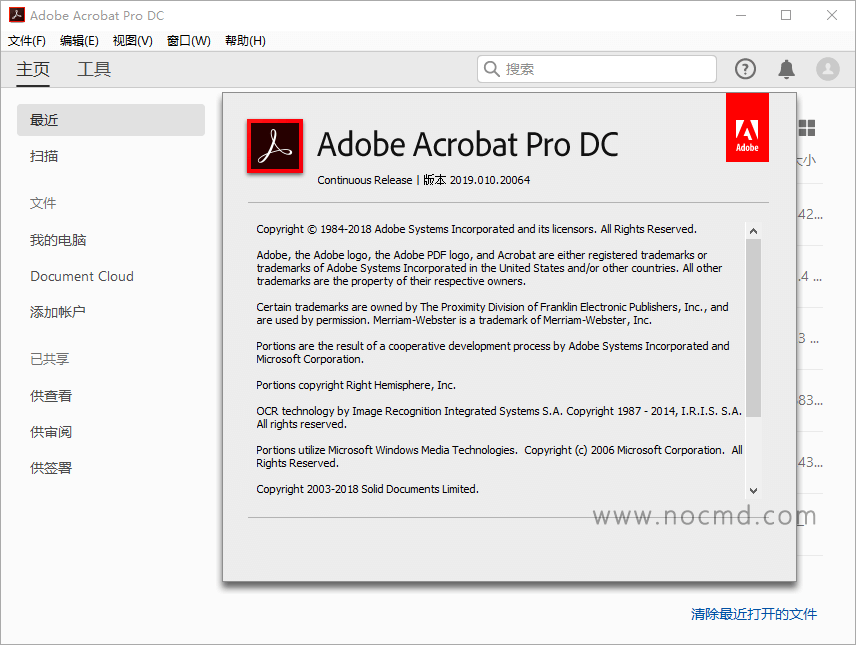 Adobe Acrobat Pro DC
文件(F) 编辑(E) 视图(V) 窗口(W) 帮助(H)
主页 工具
搜索
最近
扫描
文件
我的电脑
Document Cloud
添加帐户
已共享
供查看
供审阅
供签署
Adobe Acrobat Pro DC
Adobe
Continuous Release | 版本 2019.010.20064
Copyright © 1984-2018 Adobe Systems Incorporated and its licensors. All Rights Reserved.
Adobe, the Adobe logo, the Adobe PDF logo, and Acrobat are either registered trademarks or
trademarks of Adobe Systems Incorporated in the United States and/or other countries. All other
trademarks are the property of their respective owners.
Certain trademarks are owned by The Proximity Division of Franklin Electronic Publishers, Inc., and
are used by permission. Merriam-Webster is a trademark of Merriam-Webster, Inc.
Portions are the result of a cooperative development process by Adobe Systems Incorporated and
Microsoft Corporation.
Portions copyright Right Hemisphere, Inc.
OCR technology by Image Recognition Integrated Systems S.A. Copyright 1987 - 2014, I.R.I.S. S.A.
All rights reserved.
Portions utilize Microsoft Windows Media Technologies.  Copyright (c) 2006 Microsoft Corporation.  All
Rights Reserved.
Copyright 2003-2018 Solid Documents Limited.
小
42...
.4 ...
3 ...
83...
43...
www.nocmd.com
清除最近打开的文件